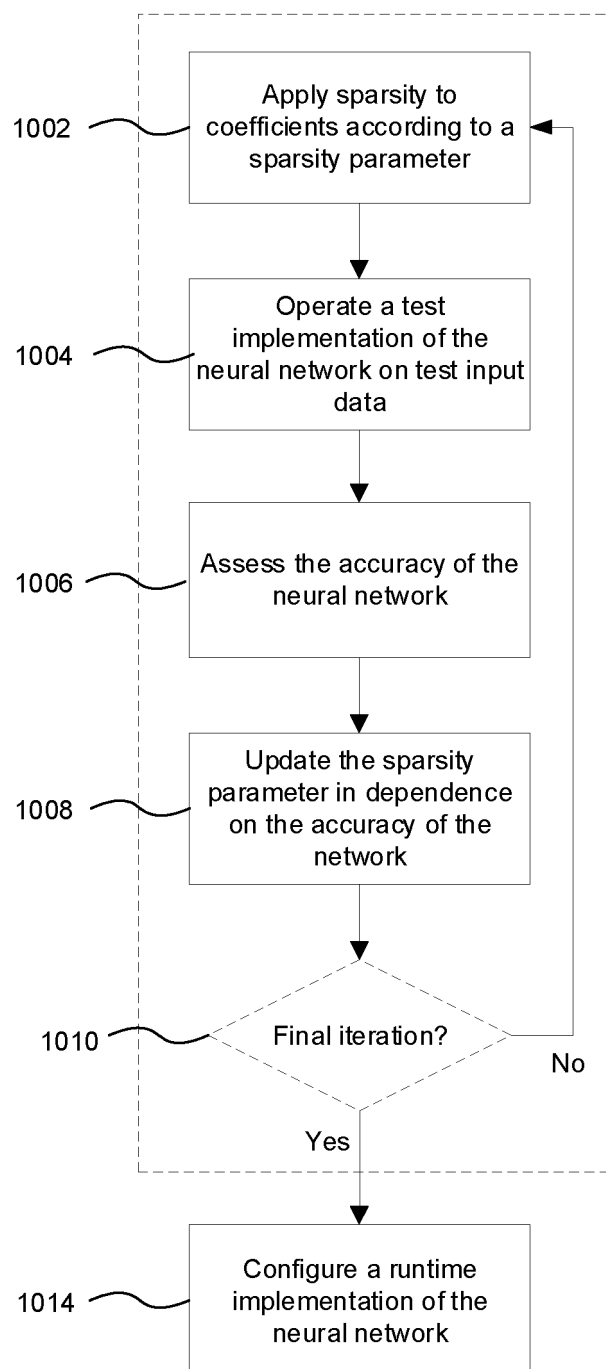 1002
Apply sparsity to
coefficients according to a
sparsity parameter
1004
Operate a test
implementation of the
neural network on test input
data
1006
Assess the accuracy of the
neural network
1008
Update the sparsity
parameter in dependence
on the accuracy of the
network
1010
Final iteration?
No
Yes
1014
Configure a runtime
implementation of the
neural network